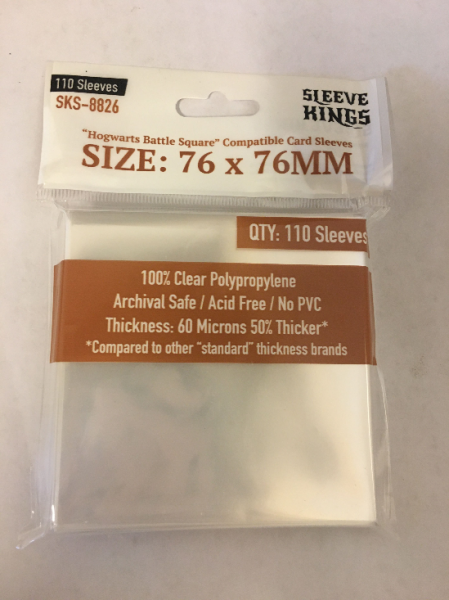 110 Sleeves
SKS-8826
SLEEVE
KINGS
"Hogwarts Battle Square" Compatible Card Sleeves
SIZE: 76 x 76MM
QTY: 110 Sleeves
100% Clear Polypropylene
Archival Safe / Acid Free / No PVC
Thickness: 60 Microns 50% Thicker*
*Compared to other "standard" thickness brands